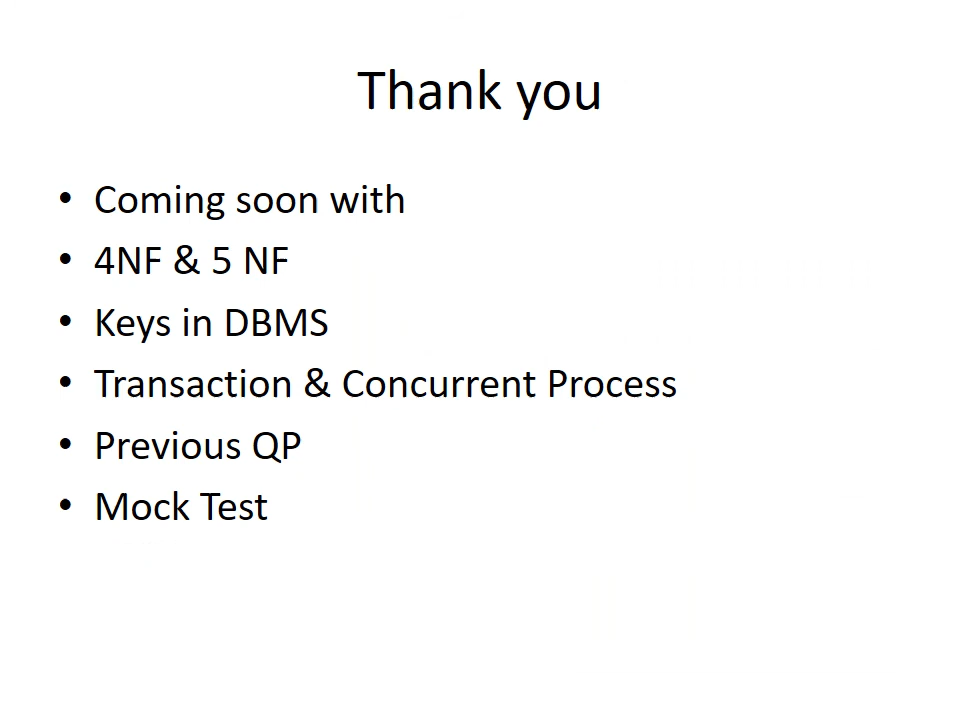 Thank you
• Coming soon with
• 4NF & 5 NF
• Keys in DBMS
• Transaction & Concurrent Process
• Previous QP
• Mock Test